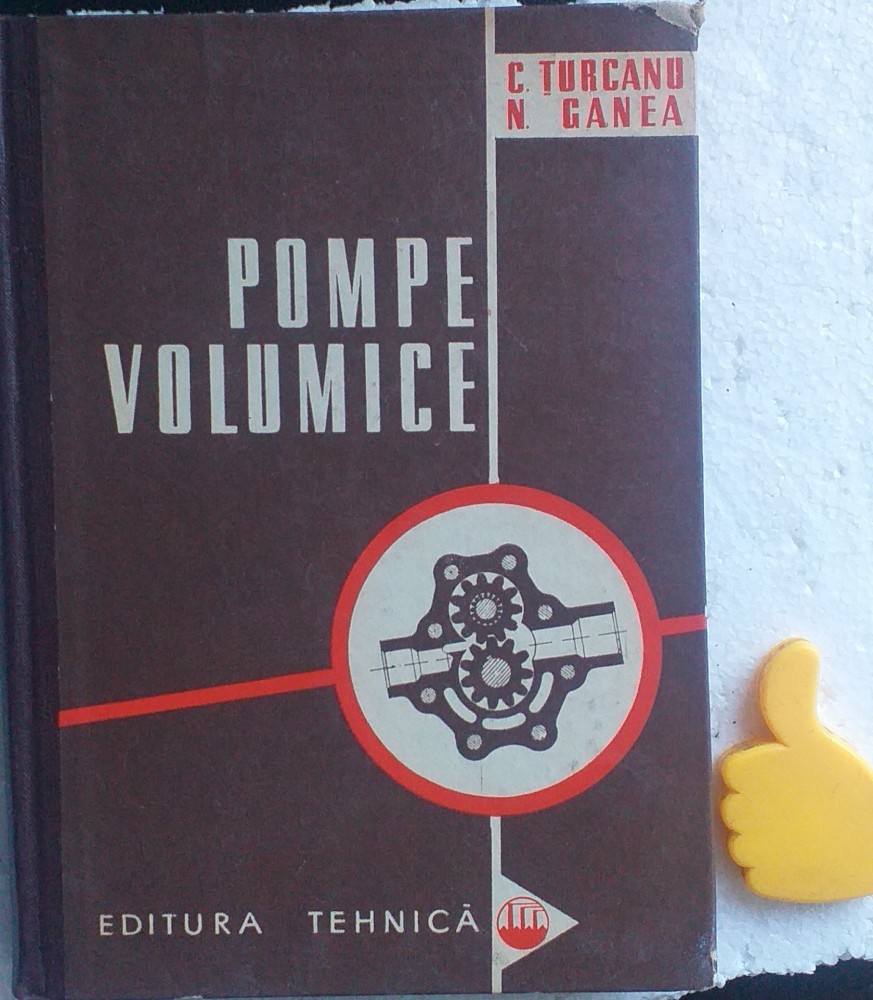 C. ȚURCANU
N. GANEA
POMPE
VOLUMICE
EDITURA TEHNICĂ